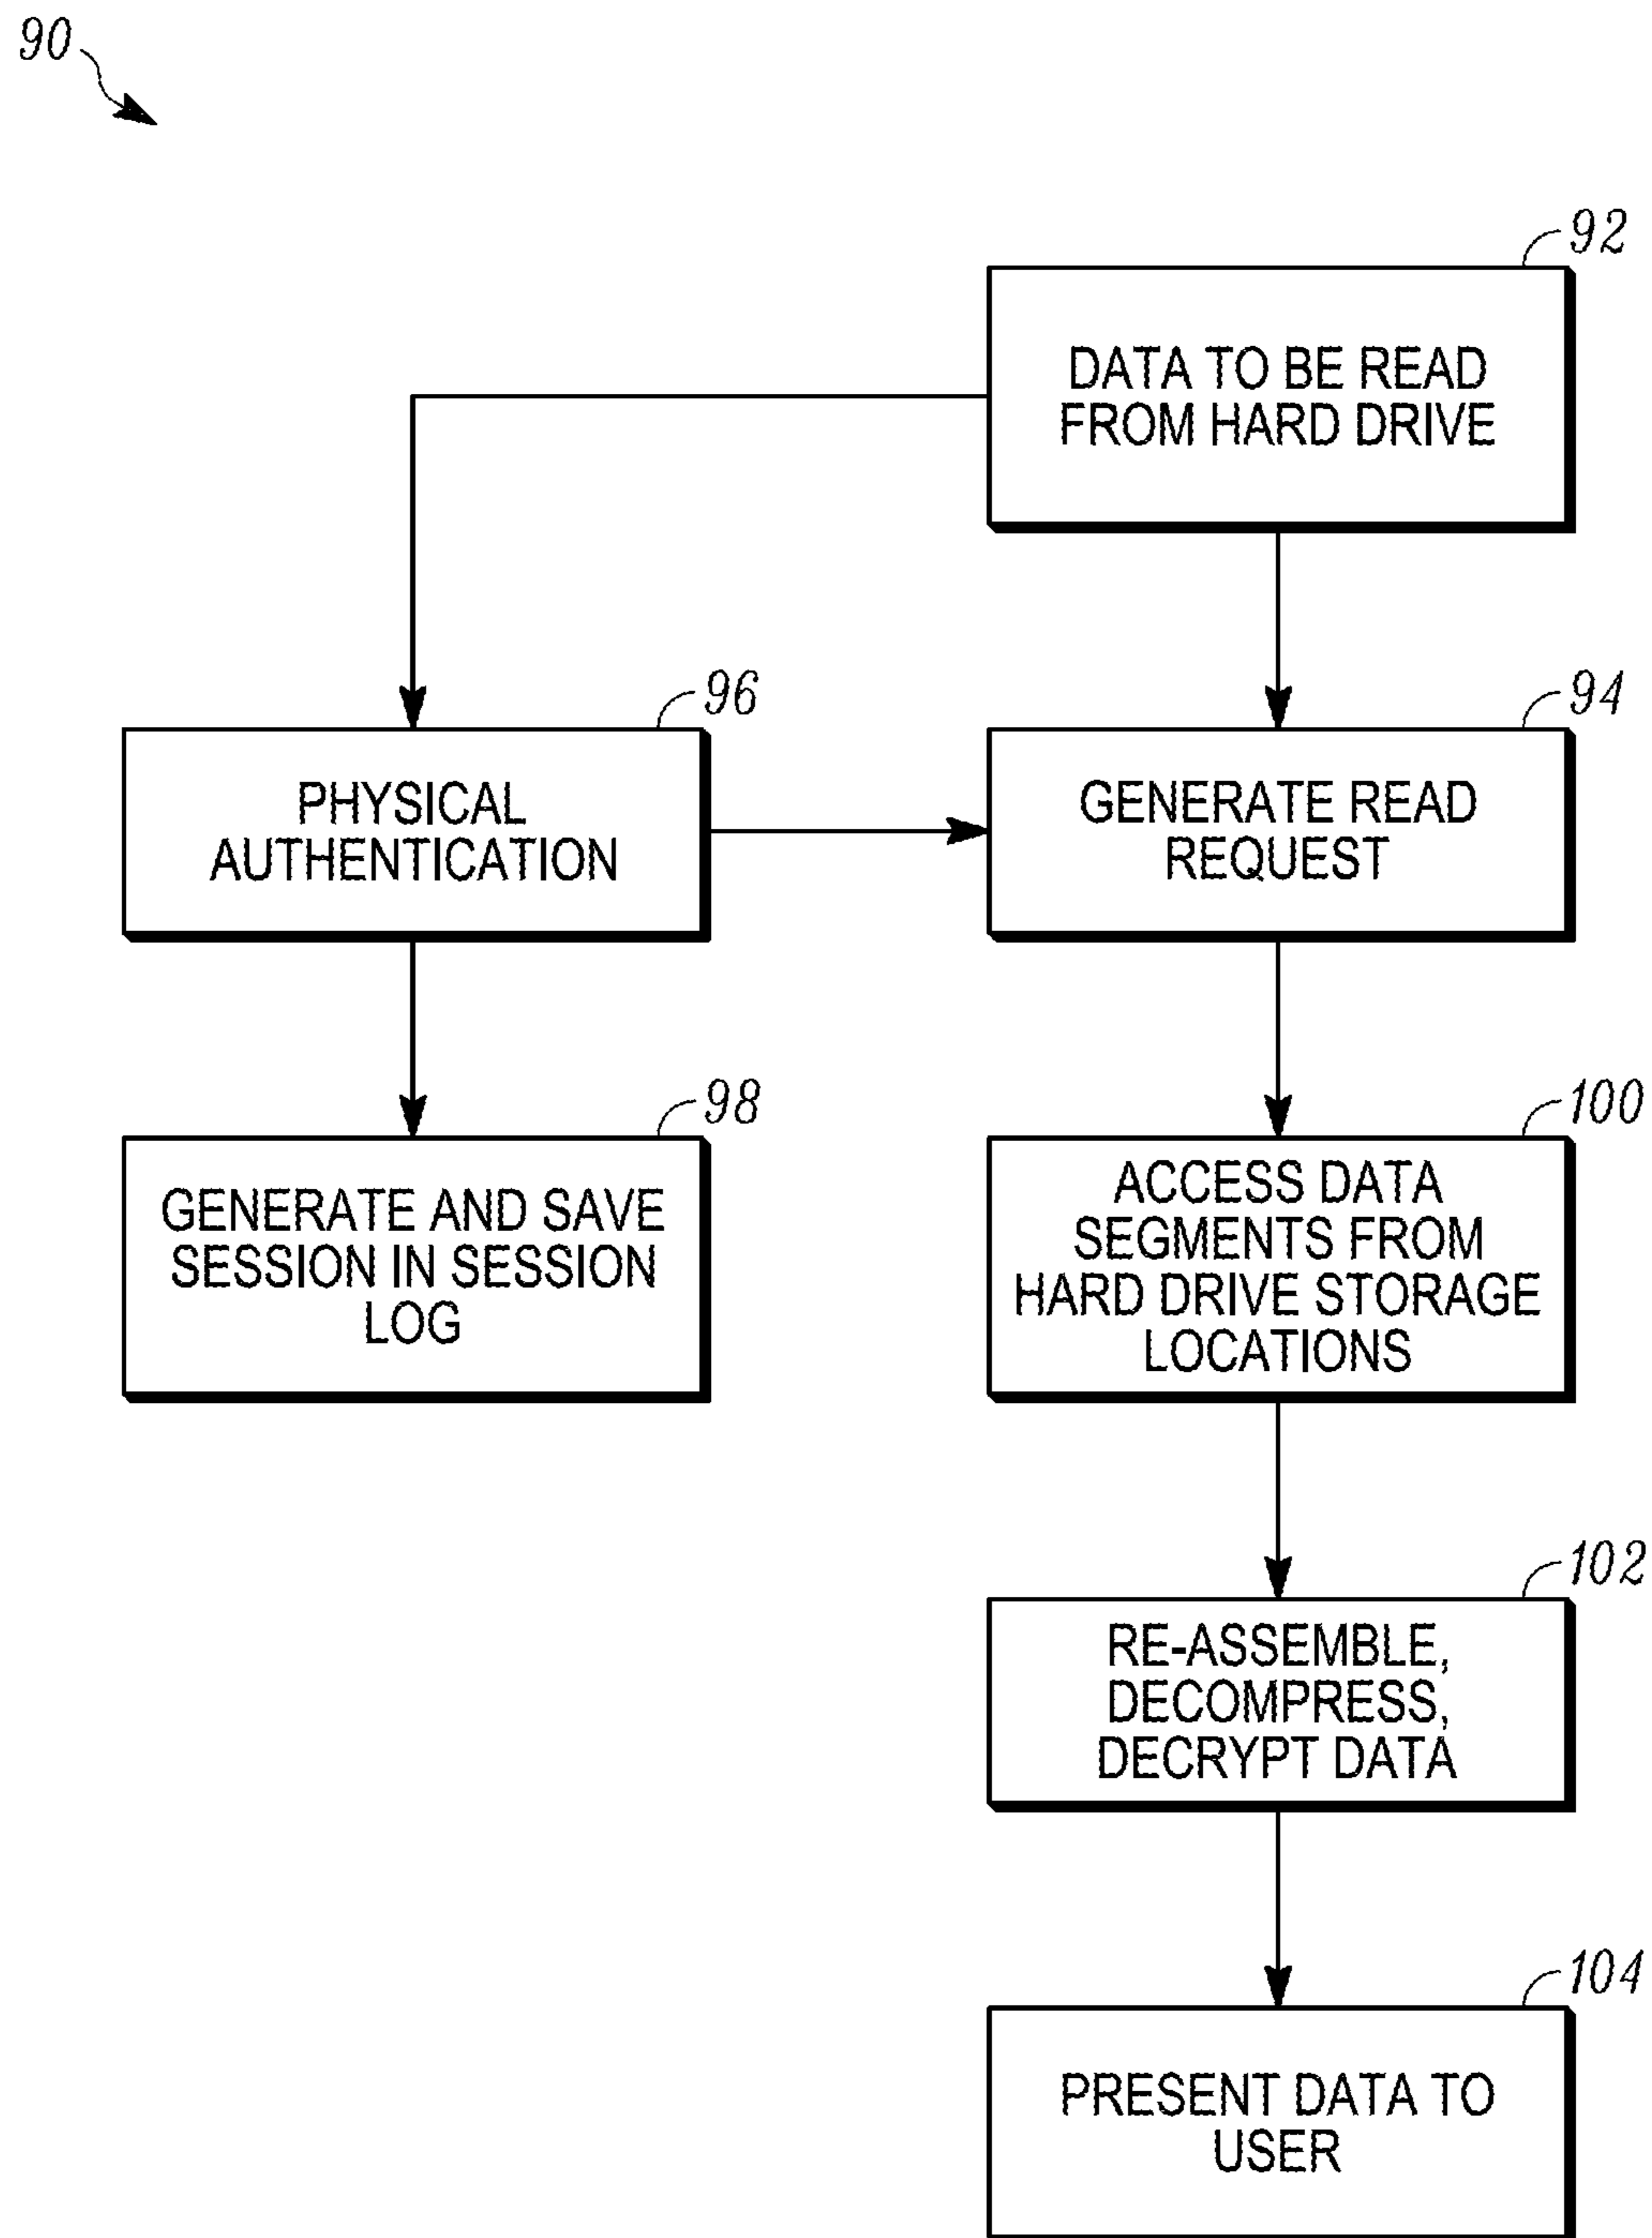 90
92
DATA TO BE READ
FROM HARD DRIVE
96
PHYSICAL
AUTHENTICATION
94
GENERATE READ
REQUEST
98
GENERATE AND SAVE
SESSION IN SESSION
LOG
100
ACCESS DATA
SEGMENTS FROM
HARD DRIVE STORAGE
LOCATIONS
102
RE-ASSEMBLE,
DECOMPRESS,
DECRYPT DATA
104
PRESENT DATA TO
USER